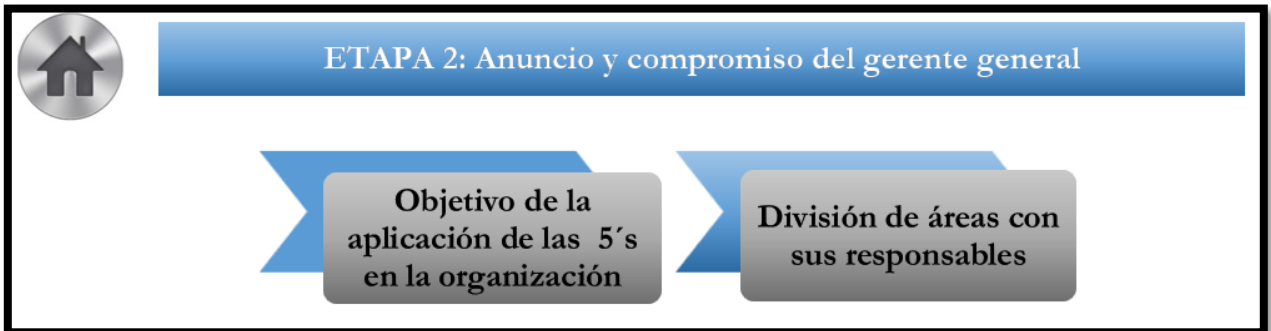 ETAPA 2: Anuncio y compromiso del gerente general
Objetivo de la
aplicación de las 5´s
en la organización
División de áreas con
sus responsables